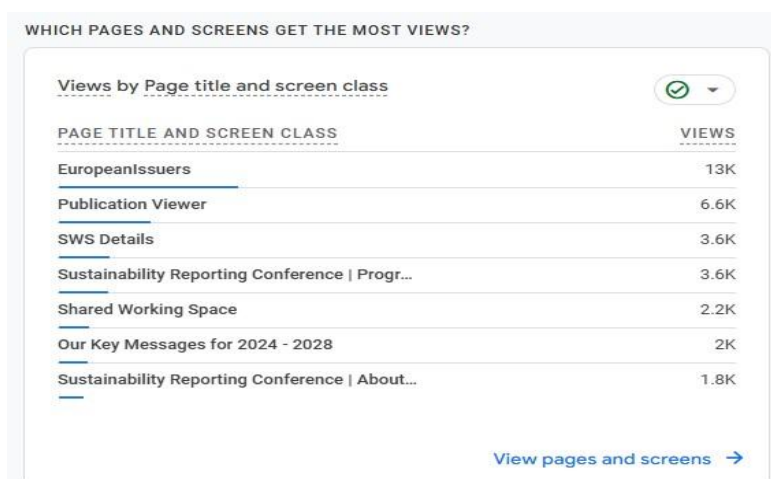 WHICH PAGES AND SCREENS GET THE MOST VIEWS?
Views by Page title and screen class
PAGE TITLE AND SCREEN CLASS VIEWS
EuropeanIssuers 13K
Publication Viewer 6.6K
SWS Details 3.6K
Sustainability Reporting Conference | Progr... 3.6K
Shared Working Space 2.2K
Our Key Messages for 2024 - 2028 2K
Sustainability Reporting Conference | About... 1.8K
View pages and screens →